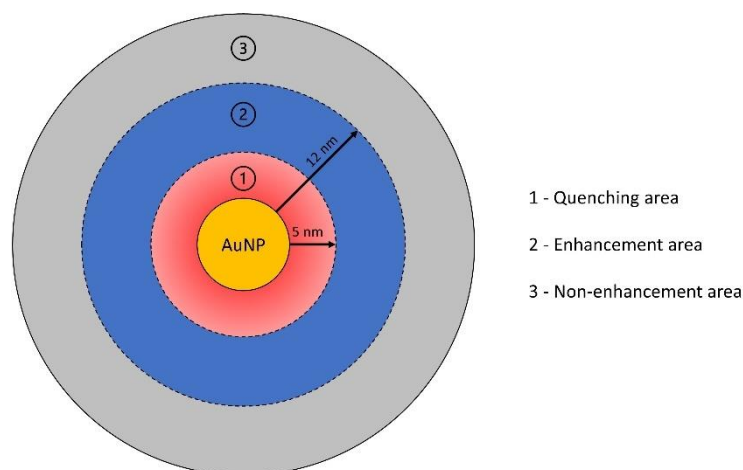 3
2
12 nm
1
5 nm
AuNP
1 - Quenching area
2 - Enhancement area
3 - Non-enhancement area